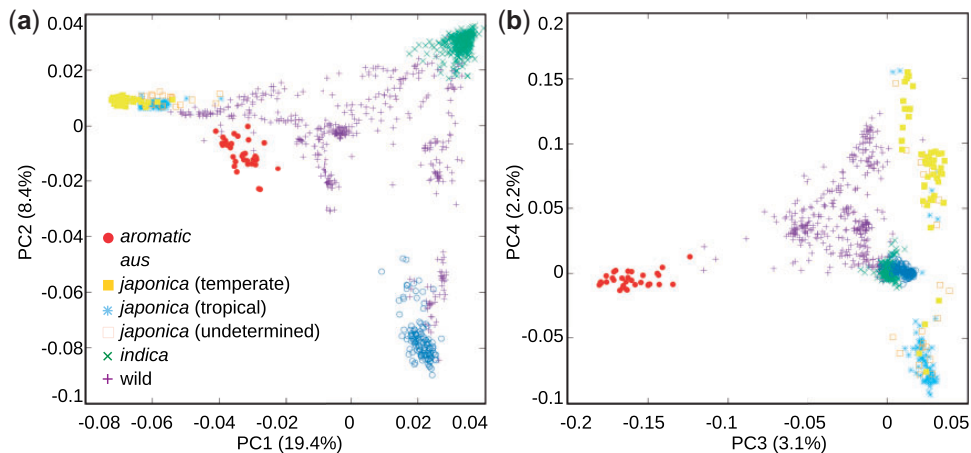 (a)
0.04
0.02
0
-0.02
-0.04
-0.06
-0.08
-0.1
PC2 (8.4%)
aromatic
aus
japonica (temperate)
japonica (tropical)
japonica (undetermined)
indica
wild
-0.08 -0.06 -0.04 -0.02 0 0.02 0.04
PC1 (19.4%)
(b)
0.2
0.15
0.1
0.05
0
-0.05
-0.1
PC4 (2.2%)
-0.2 -0.15 -0.1 -0.05 0 0.05
PC3 (3.1%)